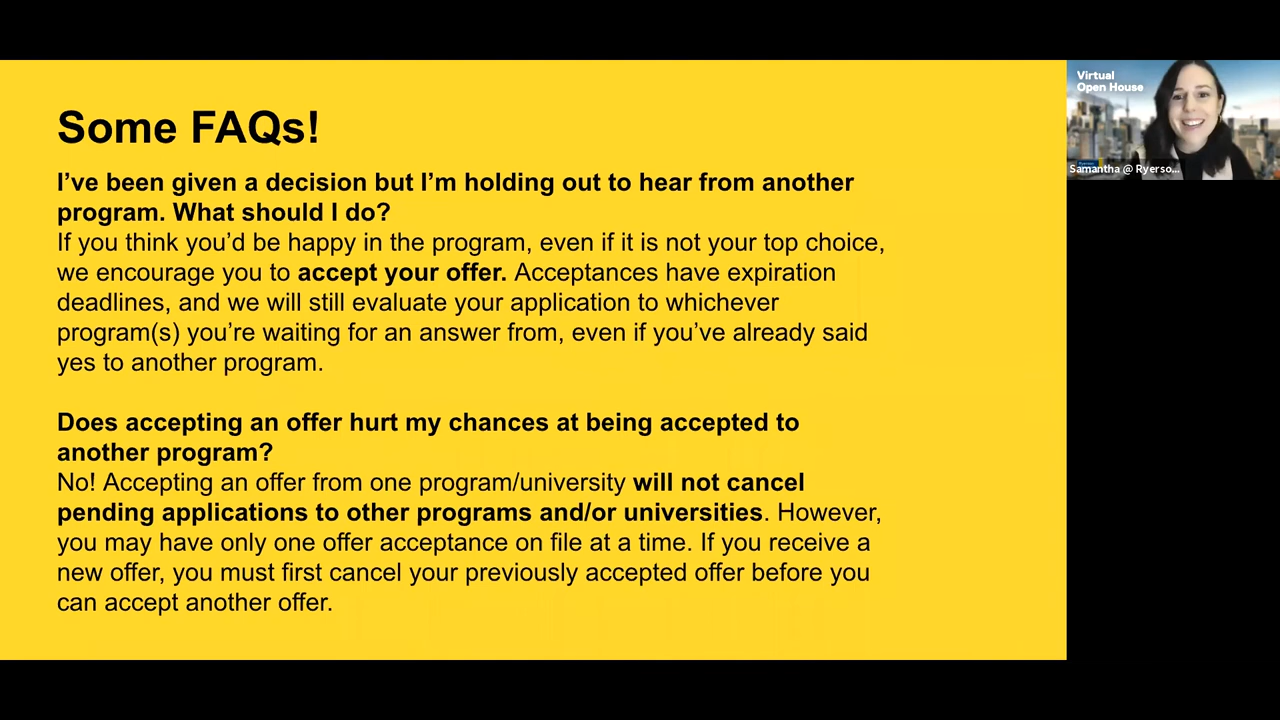 Some FAQs!
I’ve been given a decision but I’m holding out to hear from another
program. What should I do?
If you think you’d be happy in the program, even if it is not your top choice,
we encourage you to accept your offer. Acceptances have expiration
deadlines, and we will still evaluate your application to whichever
program(s) you’re waiting for an answer from, even if you’ve already said
yes to another program.
Does accepting an offer hurt my chances at being accepted to
another program?
No! Accepting an offer from one program/university will not cancel
pending applications to other programs and/or universities. However,
you may have only one offer acceptance on file at a time. If you receive a
new offer, you must first cancel your previously accepted offer before you
can accept another offer.
Virtual
Open House
Samantha @ Ryerso...